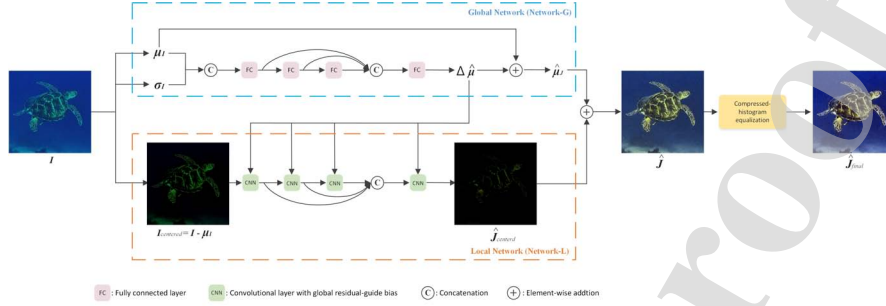 Global Network (Network-G)
μI
σI
C
FC
FC
FC
C
FC
Δ μ̂
+
μ̂J
I
+
Ĵ
Compressed-
histogram
equalization
Ĵfinal
CNN
CNN
CNN
C
CNN
Icentered = I - μI
Ĵcenterd
Local Network (Network-L)
FC : Fully connected layer
CNN : Convolutional layer with global residual-guide bias
C : Concatenation
+ : Element-wise addtion
roof